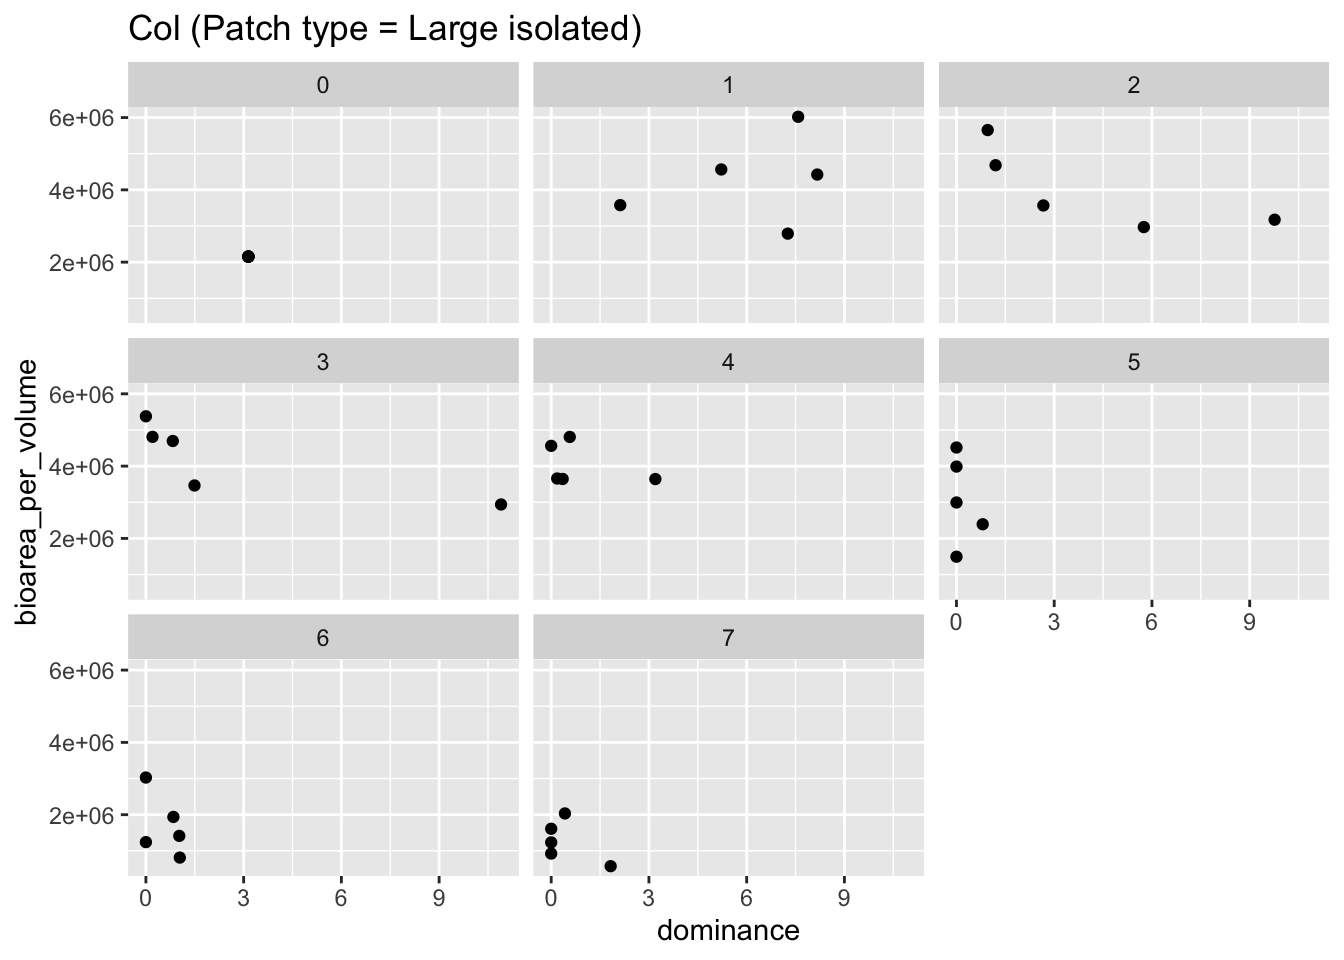 Col (Patch type = Large isolated)
0 1 2
6e+06
4e+06
2e+06
3 4 5
6e+06
4e+06
2e+06
0 3 6 9
6 7
6e+06
4e+06
2e+06
0 3 6 9 0 3 6 9
dominance
bioarea_per_volume